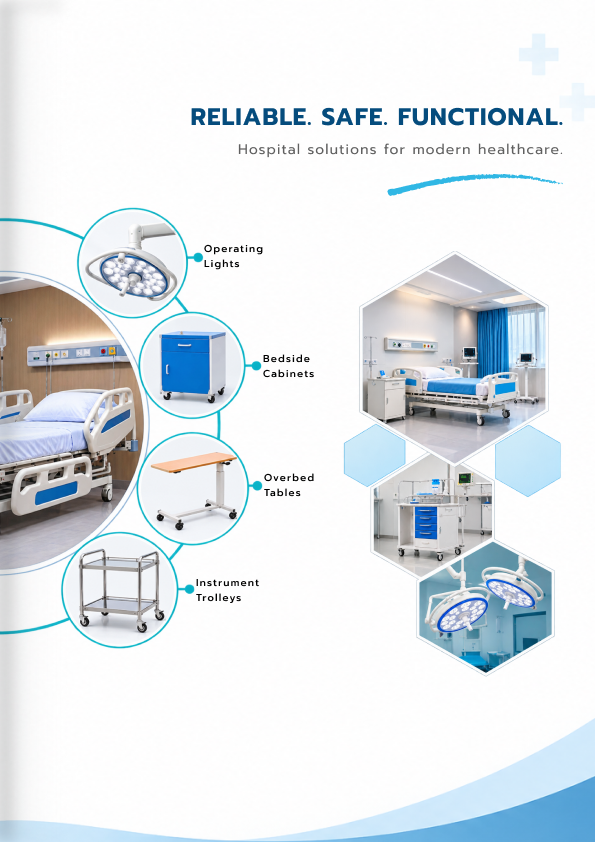 RELIABLE. SAFE. FUNCTIONAL.
Hospital solutions for modern healthcare.
Operating
Lights
Bedside
Cabinets
Overbed
Tables
Instrument
Trolleys